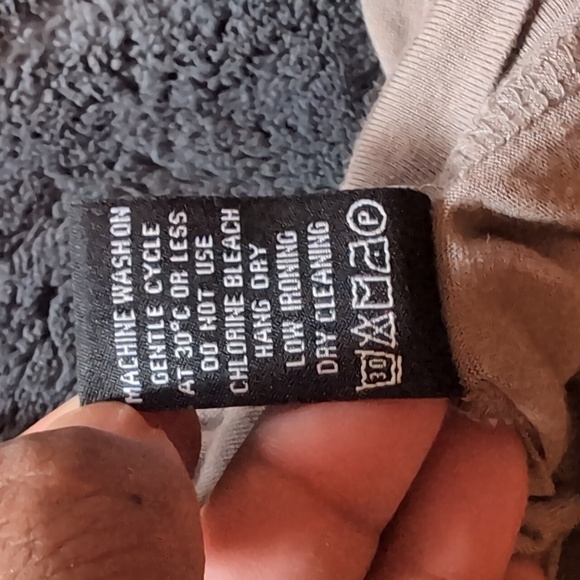 MACHINE WASH ON
GENTLE CYCLE
AT 30°C OR LESS
DO NOT USE
CHLORINE BLEACH
HANG DRY
LOW IRONING
DRY CLEANING
30 P